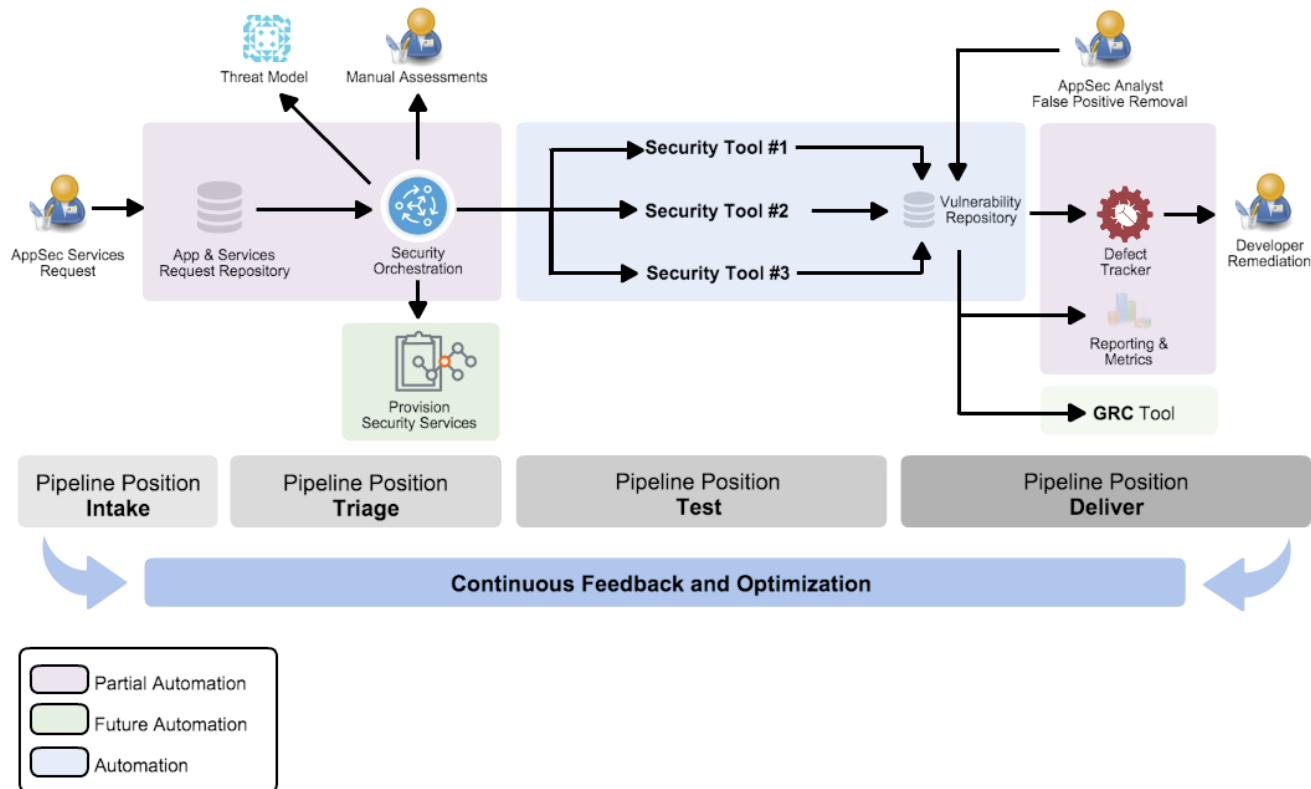 Threat Model
Manual Assessments
AppSec Analyst
False Positive Removal
AppSec Services
Request
App & Services
Request Repository
Security
Orchestration
Security Tool #1
Security Tool #2
Security Tool #3
Vulnerability
Repository
Defect
Tracker
Developer
Remediation
Reporting &
Metrics
Provision
Security Services
GRC Tool
Pipeline Position
Intake
Pipeline Position
Triage
Pipeline Position
Test
Pipeline Position
Deliver
Continuous Feedback and Optimization
Partial Automation
Future Automation
Automation